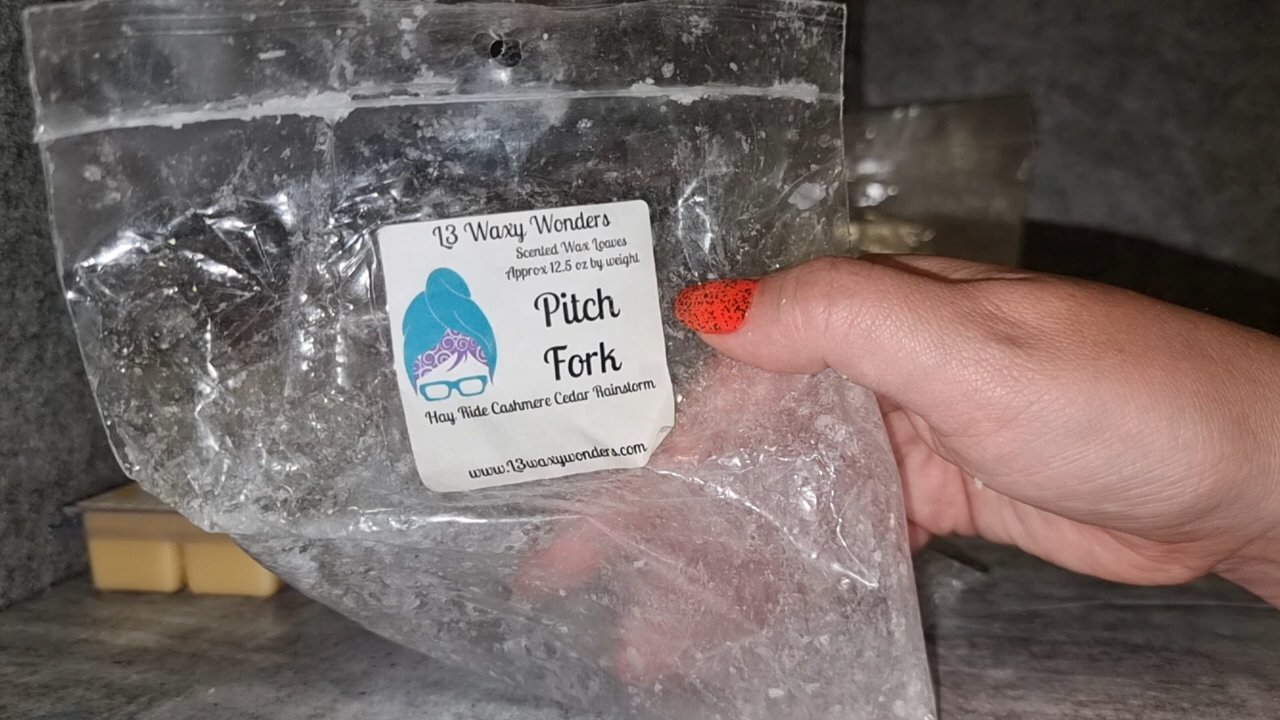 L3 Waxy Wonders
Scented Wax Loaves
Approx 12.5 oz by weight
Pitch
Fork
Hay Ride Cashmere Cedar Rainstorm
www.L3waxywonders.com